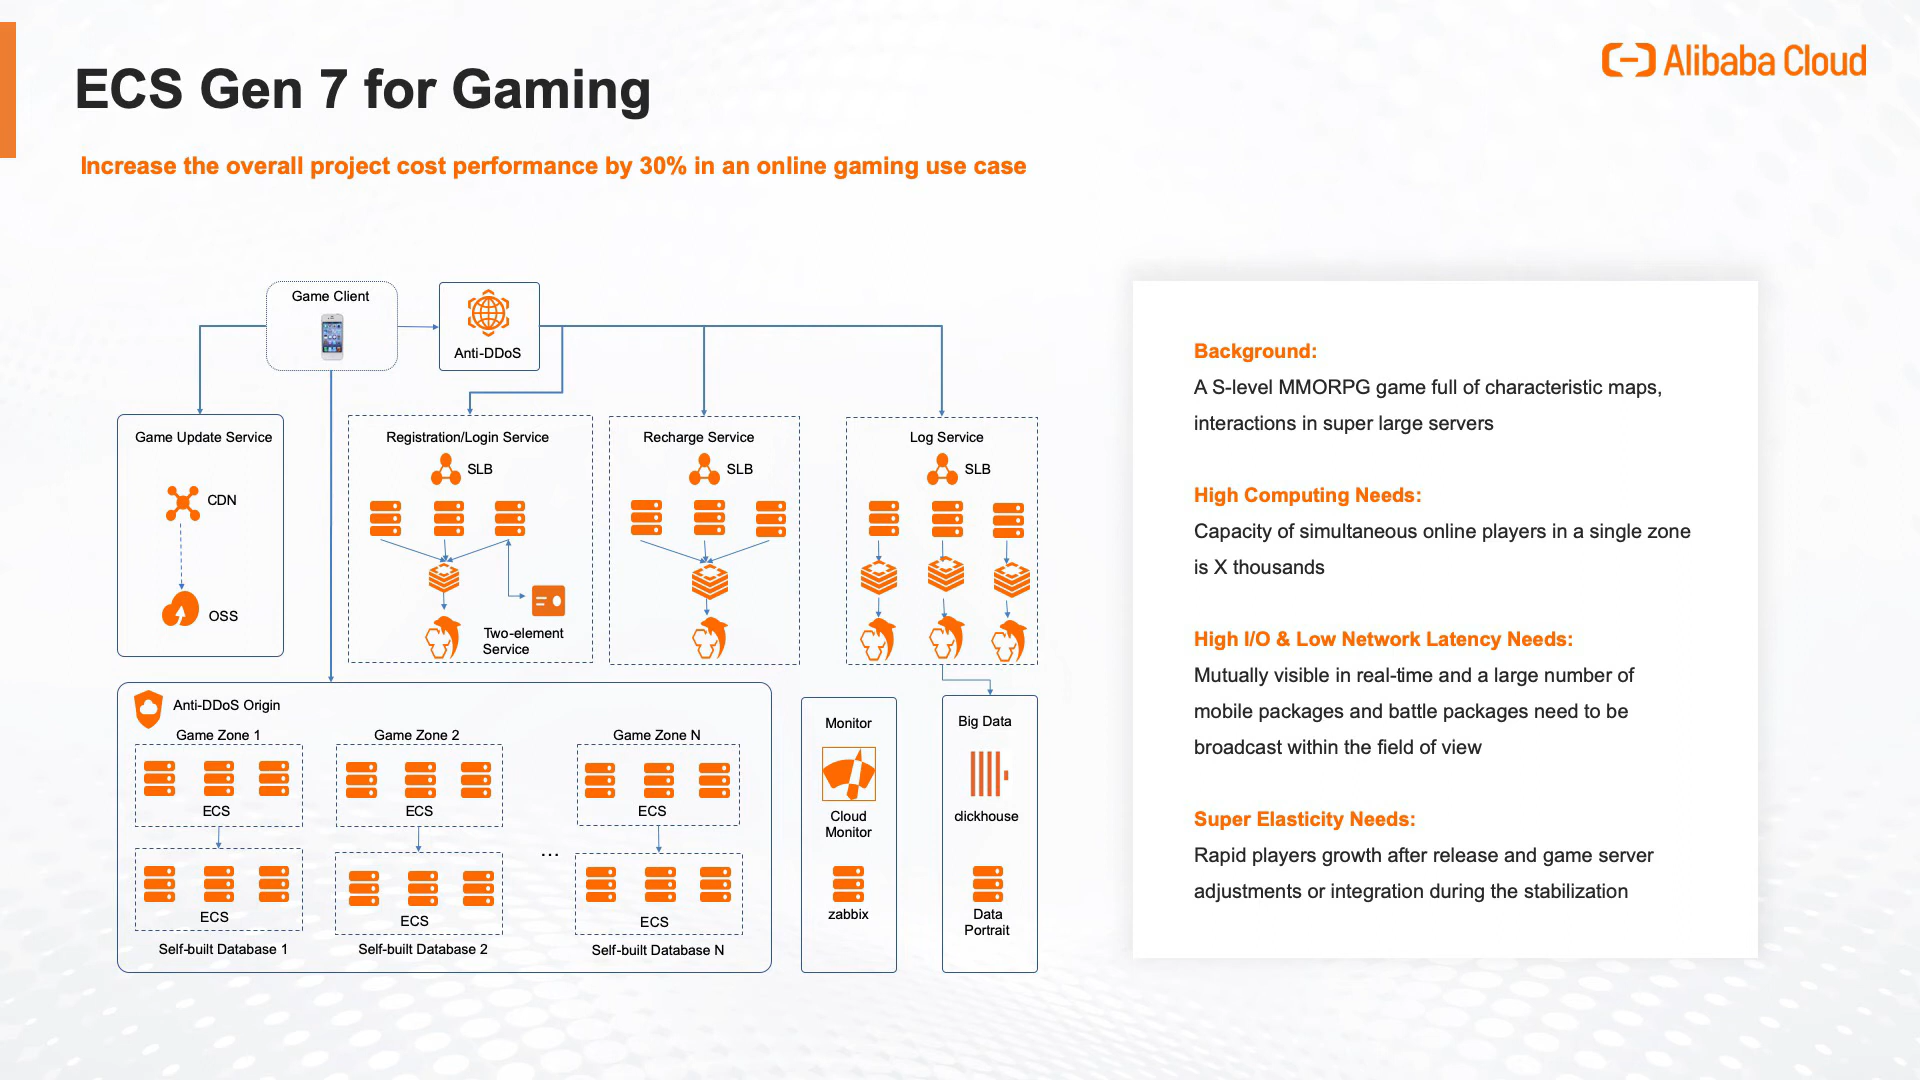 ECS Gen 7 for Gaming
Alibaba Cloud
Increase the overall project cost performance by 30% in an online gaming use case
Game Client
Anti-DDoS
Game Update Service
CDN
OSS
Registration/Login Service
SLB
Two-element
Service
Recharge Service
SLB
Log Service
SLB
Anti-DDoS Origin
Game Zone 1
ECS
ECS
Self-built Database 1
Game Zone 2
ECS
ECS
Self-built Database 2
...
Game Zone N
ECS
ECS
Self-built Database N
Monitor
Cloud
Monitor
zabbix
Big Data
clickhouse
Data
Portrait
Background:
A S-level MMORPG game full of characteristic maps,
interactions in super large servers
High Computing Needs:
Capacity of simultaneous online players in a single zone
is X thousands
High I/O & Low Network Latency Needs:
Mutually visible in real-time and a large number of
mobile packages and battle packages need to be
broadcast within the field of view
Super Elasticity Needs:
Rapid players growth after release and game server
adjustments or integration during the stabilization